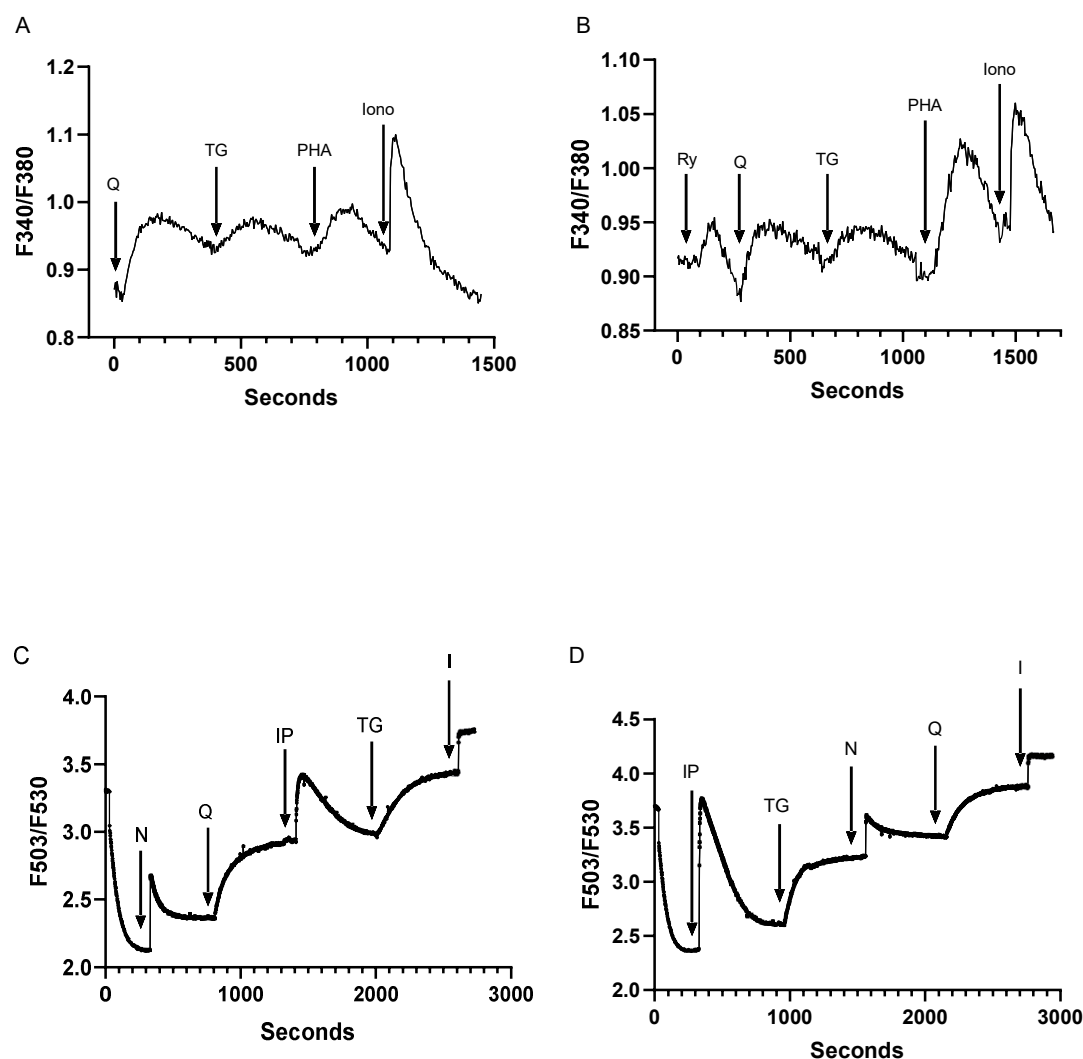 A
B
1.2
1.1
1.0
0.9
0.8
F340/F380
Q
TG
PHA
Iono
0
500
1000
1500
Seconds
1.10
1.05
1.00
0.95
0.90
0.85
F340/F380
Ry
Q
TG
PHA
Iono
0
500
1000
1500
Seconds
C
D
4.0
3.5
3.0
2.5
2.0
F503/F530
N
Q
IP
TG
I
0
1000
2000
3000
Seconds
4.5
4.0
3.5
3.0
2.5
2.0
F503/F530
IP
TG
N
Q
I
0
1000
2000
3000
Seconds